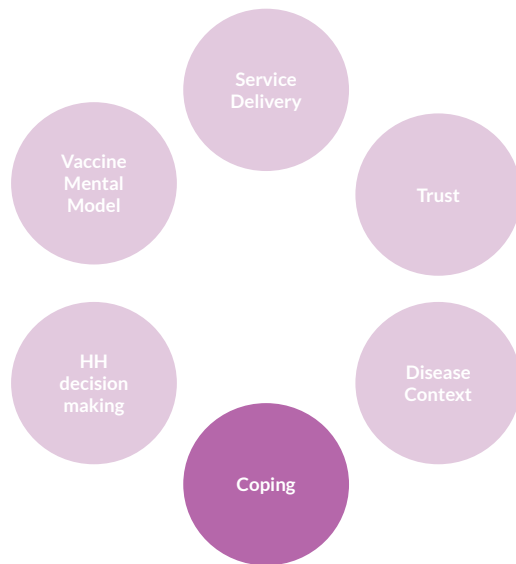 Service
Delivery
Vaccine
Mental
Model
Trust
HH
decision
making
Disease
Context
Coping